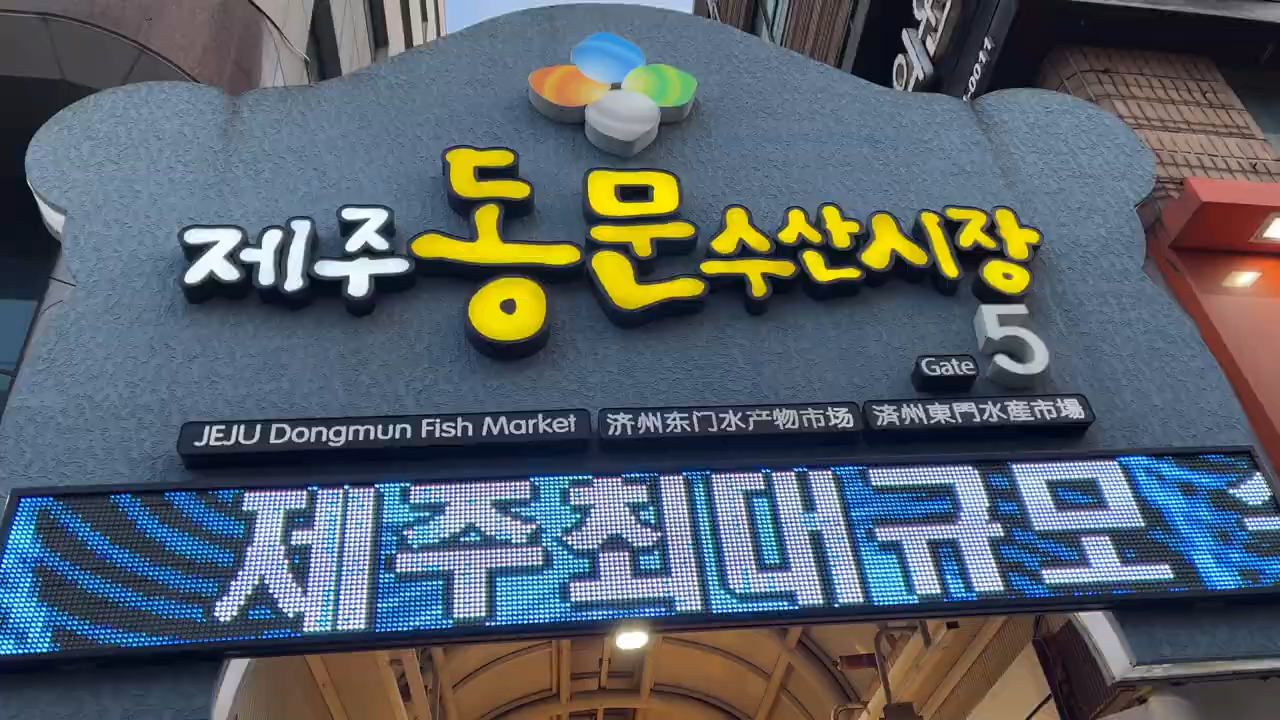 제주동문수산시장
Gate 5
JEJU Dongmun Fish Market
济州东门水产物市场
済州東門水産市場
제주최대규모